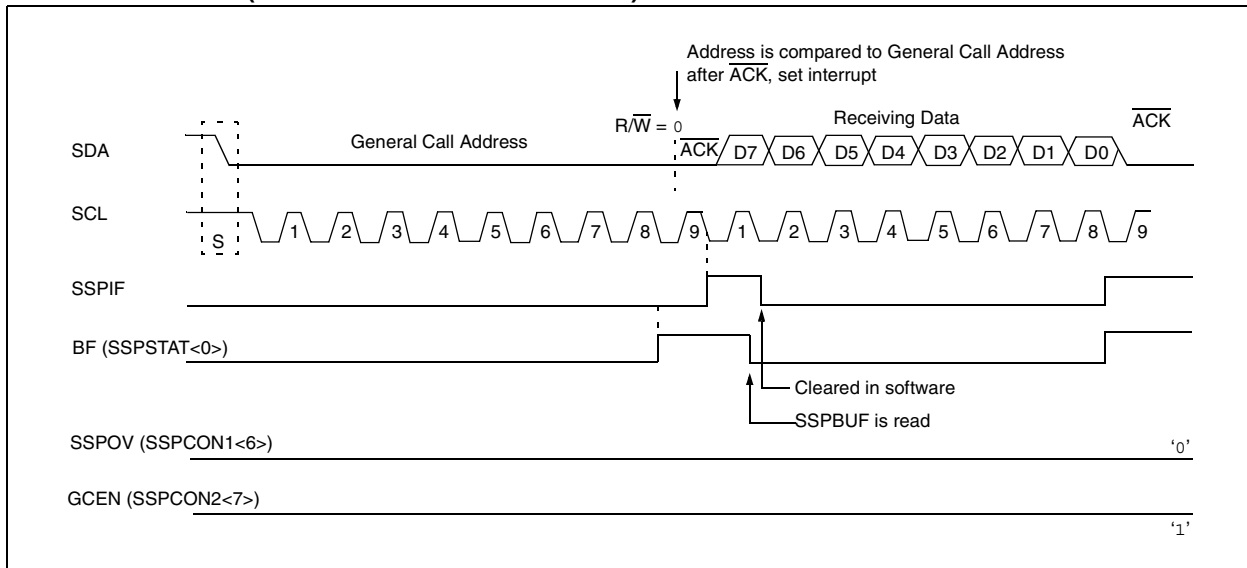 Address is compared to General Call Address
after ACK, set interrupt
R/W = 0
Receiving Data
ACK
SDA
General Call Address
ACK
D7 D6 D5 D4 D3 D2 D1 D0
SCL
S
1 2 3 4 5 6 7 8 9 1 2 3 4 5 6 7 8 9
SSPIF
BF (SSPSTAT<0>)
Cleared in software
SSPBUF is read
SSPOV (SSPCON1<6>)
‘0’
GCEN (SSPCON2<7>)
‘1’